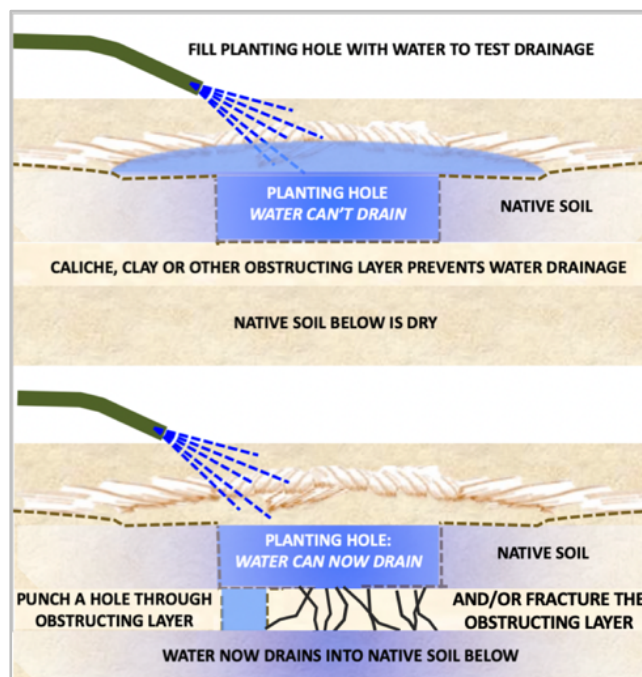 FILL PLANTING HOLE WITH WATER TO TEST DRAINAGE
PLANTING HOLE
WATER CAN'T DRAIN
NATIVE SOIL
CALICHE, CLAY OR OTHER OBSTRUCTING LAYER PREVENTS WATER DRAINAGE
NATIVE SOIL BELOW IS DRY
PLANTING HOLE:
WATER CAN NOW DRAIN
NATIVE SOIL
PUNCH A HOLE THROUGH
OBSTRUCTING LAYER
AND/OR FRACTURE THE
OBSTRUCTING LAYER
WATER NOW DRAINS INTO NATIVE SOIL BELOW